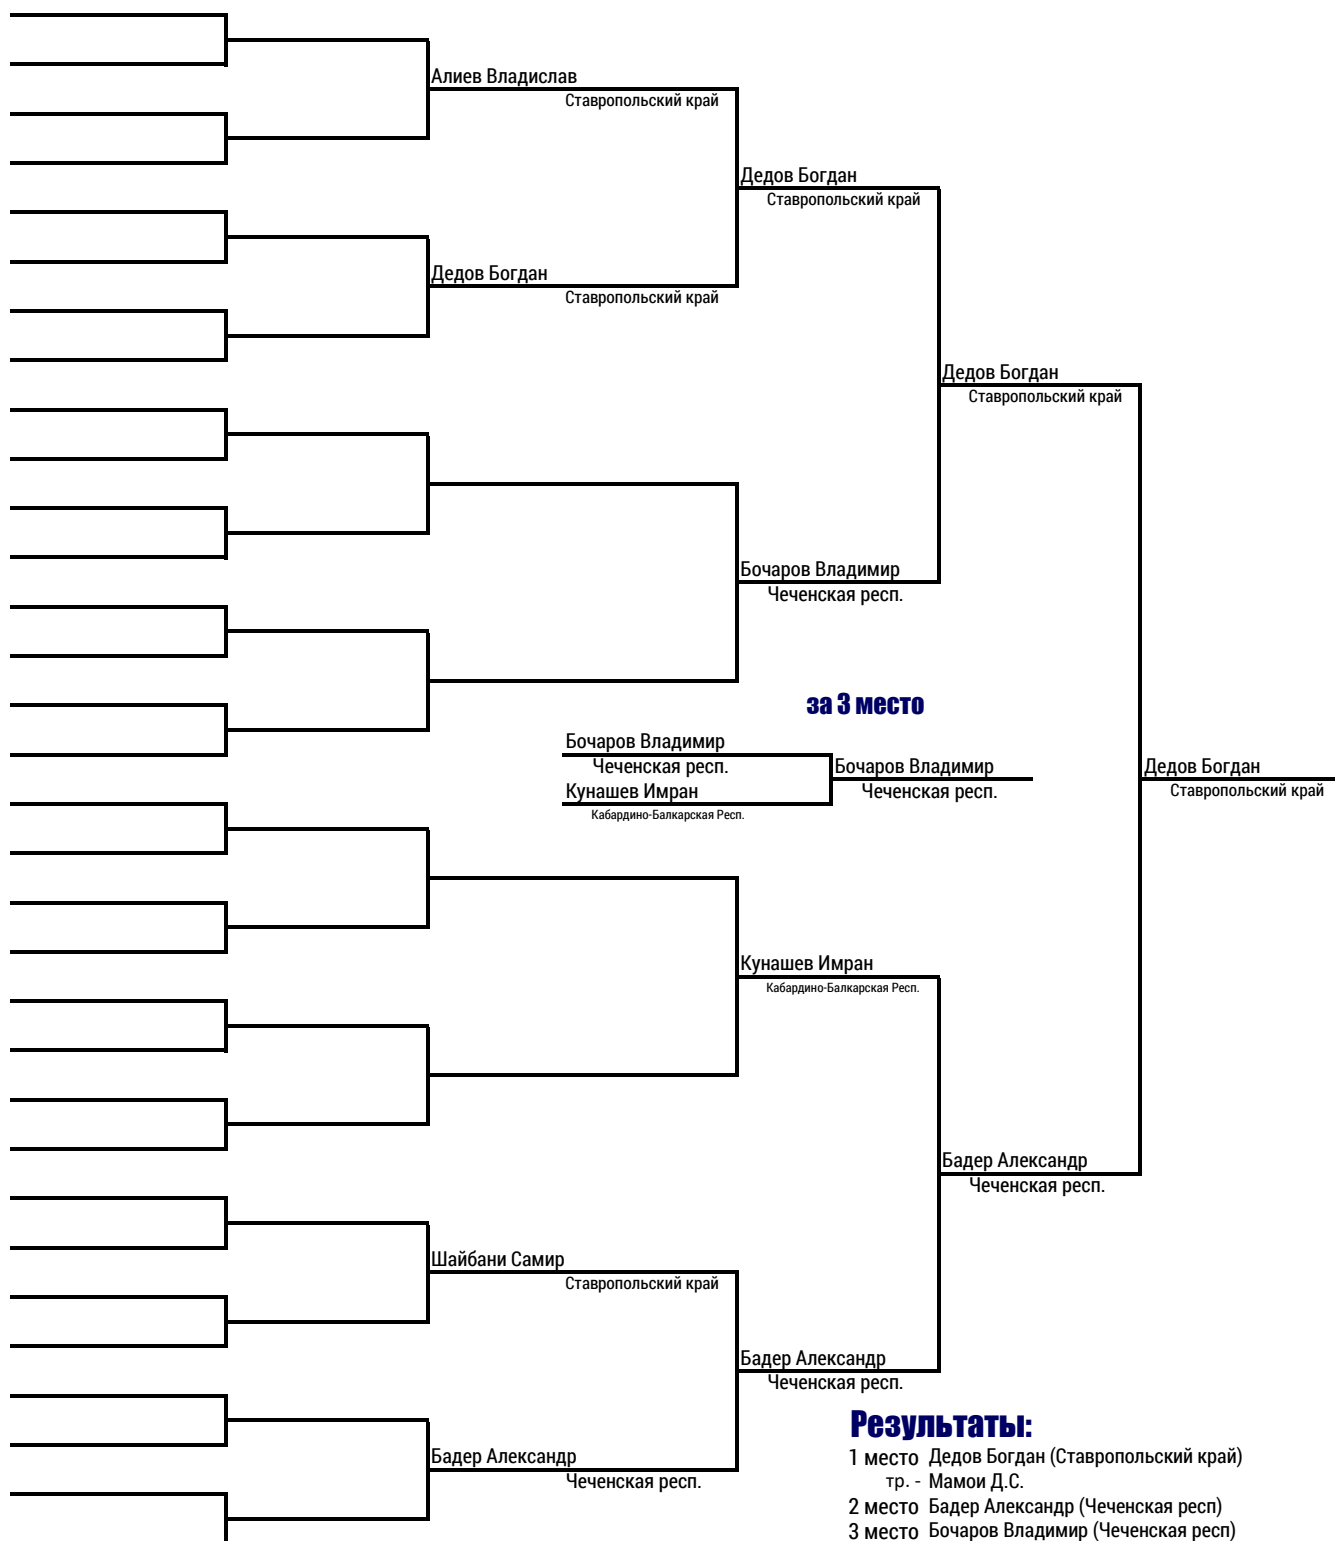 Алиев Владислав
Ставропольский край
Дедов Богдан
Ставропольский край
Дедов Богдан
Ставропольский край
Дедов Богдан
Ставропольский край
Бочаров Владимир
Чеченская респ.
за 3 место
Бочаров Владимир
Чеченская респ.
Кунашев Имран
Кабардино-Балкарская Респ.
Бочаров Владимир
Чеченская респ.
Дедов Богдан
Ставропольский край
Кунашев Имран
Кабардино-Балкарская Респ.
Бадер Александр
Чеченская респ.
Шайбани Самир
Ставропольский край
Бадер Александр
Чеченская респ.
Бадер Александр
Чеченская респ.
Результаты:
1 место Дедов Богдан (Ставропольский край)
тр. - Мамои Д.С.
2 место Бадер Александр (Чеченская респ)
3 место Бочаров Владимир (Чеченская респ)